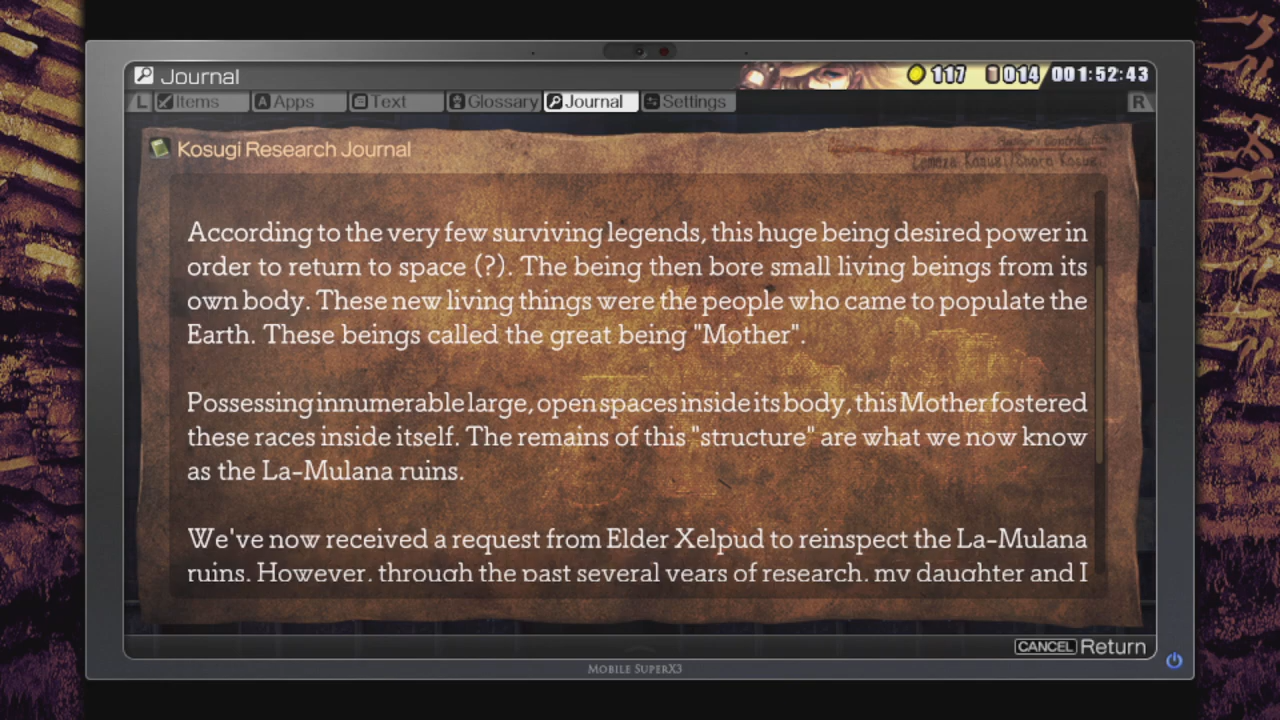 Journal
117 014 001:52:43
L Items A Apps Text Glossary Journal Settings R
Kosugi Research Journal
Lemeza Kosugi/Shorn Kosugi
According to the very few surviving legends, this huge being desired power in
order to return to space (?). The being then bore small living beings from its
own body. These new living things were the people who came to populate the
Earth. These beings called the great being "Mother".
Possessing innumerable large, open spaces inside its body, this Mother fostered
these races inside itself. The remains of this "structure" are what we now know
as the La-Mulana ruins.
We've now received a request from Elder Xelpud to reinspect the La-Mulana
ruins. However, through the past several years of research, my daughter and I
CANCEL Return
MOBILE SUPERX3